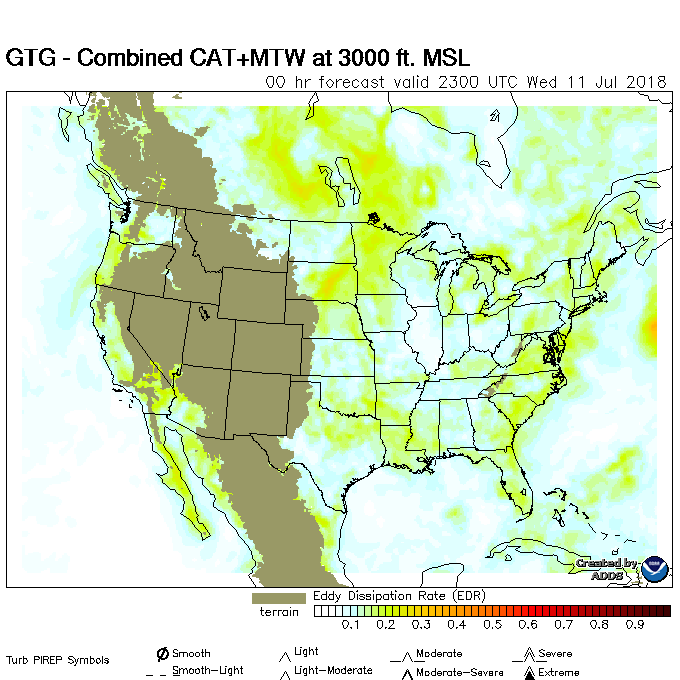 GTG - Combined CAT+MTW at 3000 ft. MSL
00 hr forecast valid 2300 UTC Wed 11 Jul 2018
Created by
ADDS
Eddy Dissipation Rate (EDR)
terrain
0.1 0.2 0.3 0.4 0.5 0.6 0.7 0.8 0.9
Turb PIREP Symbols
Smooth
Light
Moderate
Severe
Smooth-Light
Light-Moderate
Moderate-Severe
Extreme